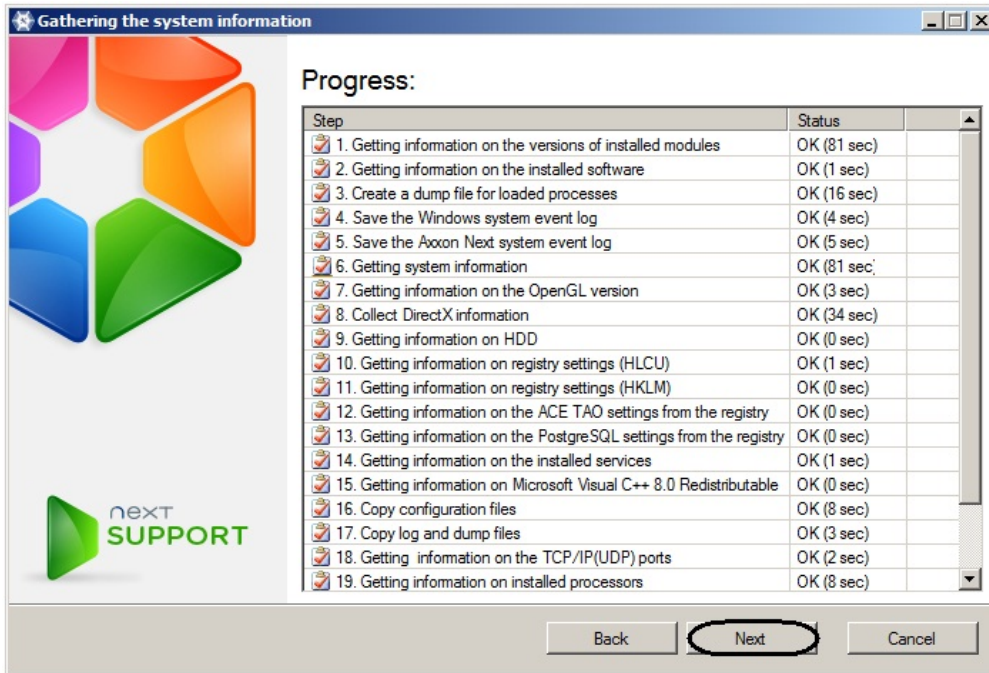 Gathering the system information
Progress:
Step Status
1. Getting information on the versions of installed modules OK (81 sec)
2. Getting information on the installed software OK (1 sec)
3. Create a dump file for loaded processes OK (16 sec)
4. Save the Windows system event log OK (4 sec)
5. Save the Axxon Next system event log OK (5 sec)
6. Getting system information OK (81 sec)
7. Getting information on the OpenGL version OK (3 sec)
8. Collect DirectX information OK (34 sec)
9. Getting information on HDD OK (0 sec)
10. Getting information on registry settings (HLCU) OK (1 sec)
11. Getting information on registry settings (HKLM) OK (0 sec)
12. Getting information on the ACE TAO settings from the registry OK (0 sec)
13. Getting information on the PostgreSQL settings from the registry OK (0 sec)
14. Getting information on the installed services OK (1 sec)
15. Getting information on Microsoft Visual C++ 8.0 Redistributable OK (0 sec)
16. Copy configuration files OK (8 sec)
17. Copy log and dump files OK (3 sec)
18. Getting information on the TCP/IP(UDP) ports OK (2 sec)
19. Getting information on installed processors OK (8 sec)
next
SUPPORT
Back Next Cancel